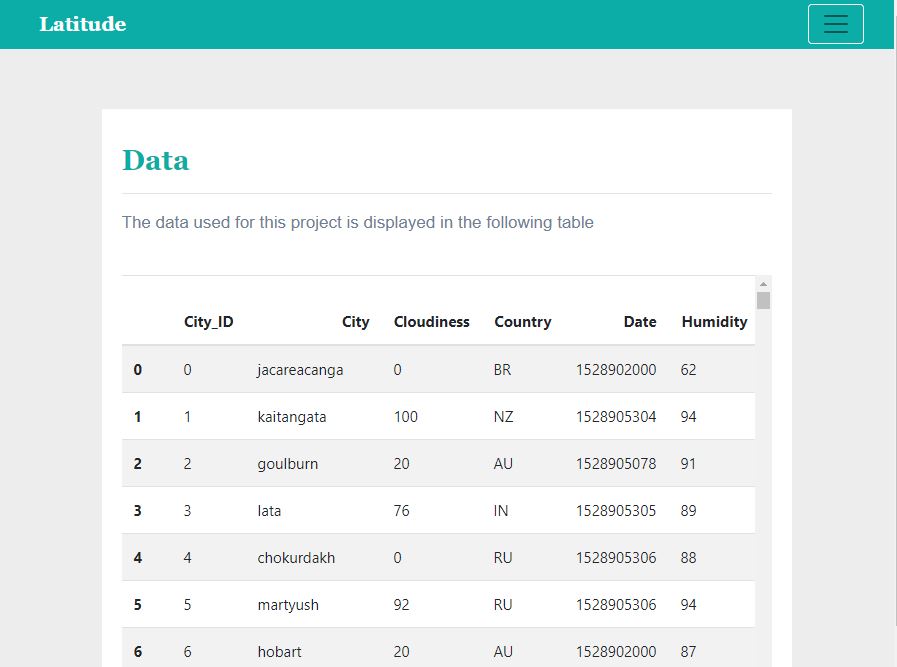 Latitude
Data
The data used for this project is displayed in the following table
City_ID City Cloudiness Country Date Humidity
0 0 jacareacanga 0 BR 1528902000 62
1 1 kaitangata 100 NZ 1528905304 94
2 2 goulburn 20 AU 1528905078 91
3 3 lata 76 IN 1528905305 89
4 4 chokurdakh 0 RU 1528905306 88
5 5 martyush 92 RU 1528905306 94
6 6 hobart 20 AU 1528902000 87